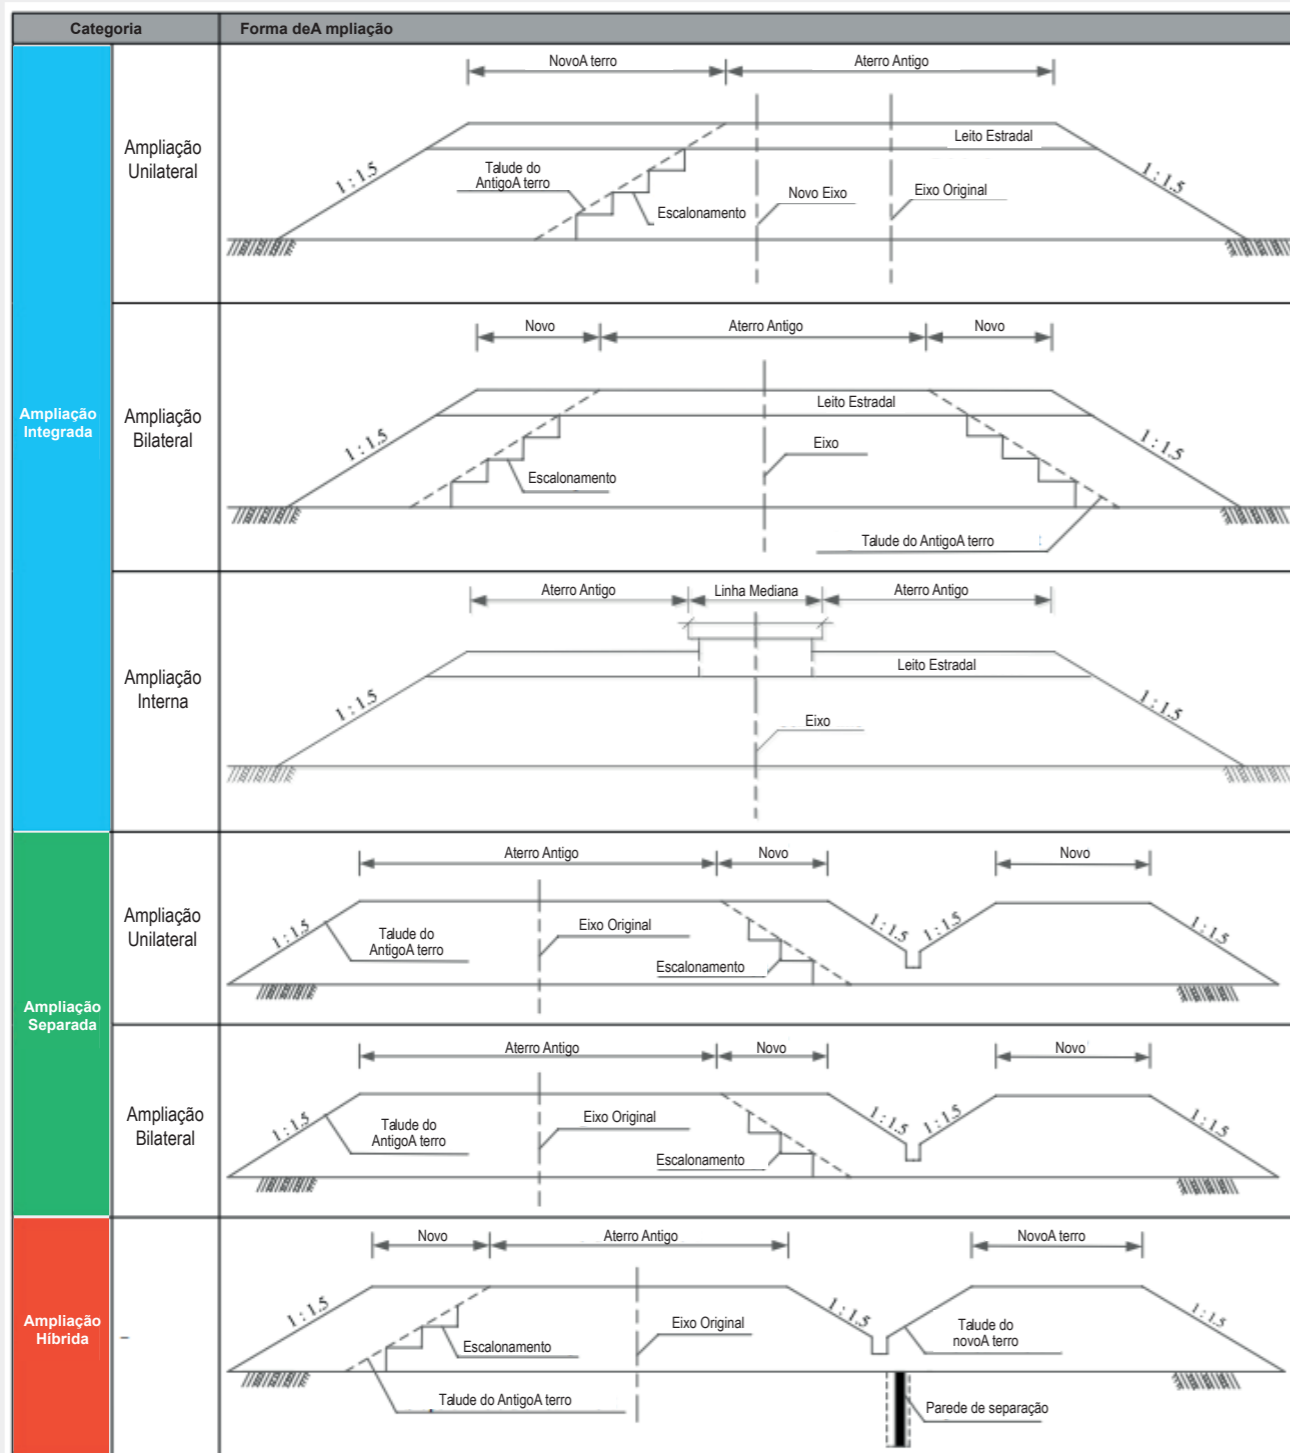 Categoria
Forma deA mpliação
Ampliação
Integrada
Ampliação
Unilateral
NovoA terro
Aterro Antigo
Leito Estradal
1 : 1.5
Talude do
AntigoA terro
Escalonamento
Novo Eixo
Eixo Original
1 : 1.5
Ampliação
Bilateral
Novo
Aterro Antigo
Novo
Leito Estradal
1 : 1.5
Escalonamento
Eixo
1 : 1.5
Talude do AntigoA terro
Ampliação
Interna
Aterro Antigo
Linha Mediana
Aterro Antigo
Leito Estradal
1 : 1.5
Eixo
1 : 1.5
Ampliação
Separada
Ampliação
Unilateral
Aterro Antigo
Novo
Novo
1 : 1.5
Talude do
AntigoA terro
Eixo Original
Escalonamento
1 : 1.5
1 : 1.5
1 : 1.5
Ampliação
Bilateral
Aterro Antigo
Novo
Novo
1 : 1.5
Talude do
AntigoA terro
Eixo Original
Escalonamento
1 : 1.5
1 : 1.5
1 : 1.5
Ampliação
Híbrida
–
Novo
Aterro Antigo
NovoA terro
1 : 1.5
Escalonamento
Talude do AntigoA terro
Eixo Original
1 : 1.5
Talude do
novoA terro
1 : 1.5
Parede de separação